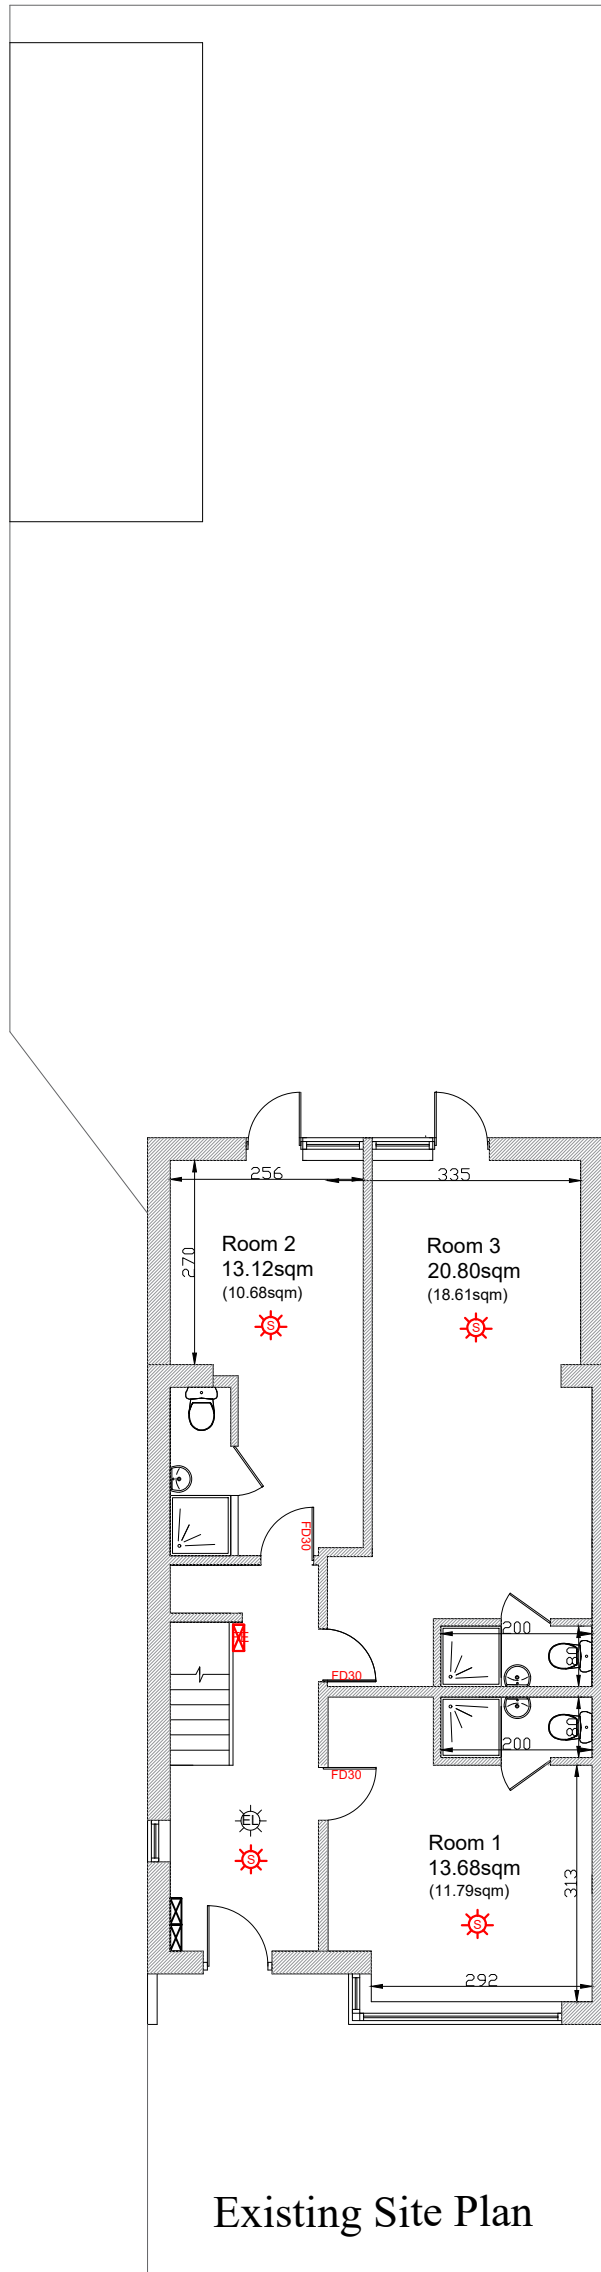 256
335
270
Room 2
13.12sqm
(10.68sqm)
S
Room 3
20.80sqm
(18.61sqm)
S
FD30
200
80
FD30
80
200
FD30
EL
S
Room 1
13.68sqm
(11.79sqm)
S
313
292
Existing Site Plan